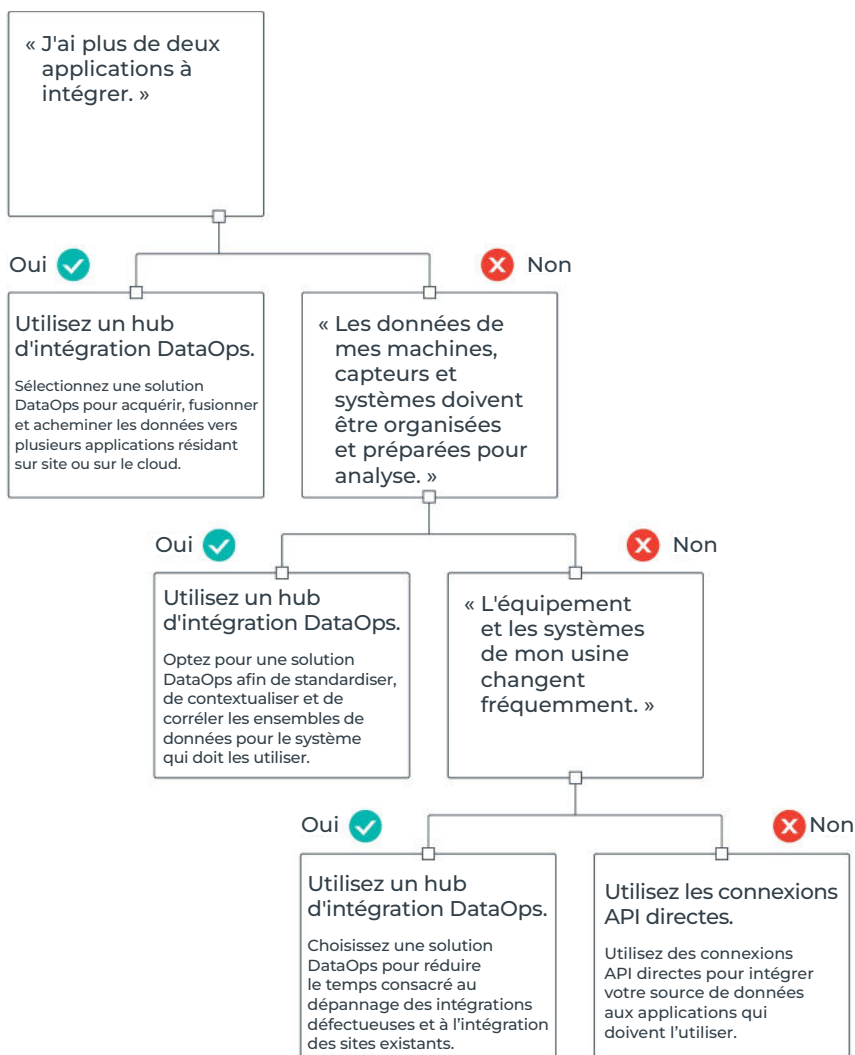 « J'ai plus de deux
applications à
intégrer. »
Oui
Non
Utilisez un hub
d'intégration DataOps.
Sélectionnez une solution
DataOps pour acquérir, fusionner
et acheminer les données vers
plusieurs applications résidant
sur site ou sur le cloud.
« Les données de
mes machines,
capteurs et
systèmes doivent
être organisées
et préparées pour
analyse. »
Oui
Non
Utilisez un hub
d'intégration DataOps.
Optez pour une solution
DataOps afin de standardiser,
de contextualiser et de
corréler les ensembles de
données pour le système
qui doit les utiliser.
« L'équipement
et les systèmes
de mon usine
changent
fréquemment. »
Oui
Non
Utilisez un hub
d'intégration DataOps.
Choisissez une solution
DataOps pour réduire
le temps consacré au
dépannage des intégrations
défectueuses et à l’intégration
des sites existants.
Utilisez les connexions
API directes.
Utilisez des connexions
API directes pour intégrer
votre source de données
aux applications qui
doivent l’utiliser.